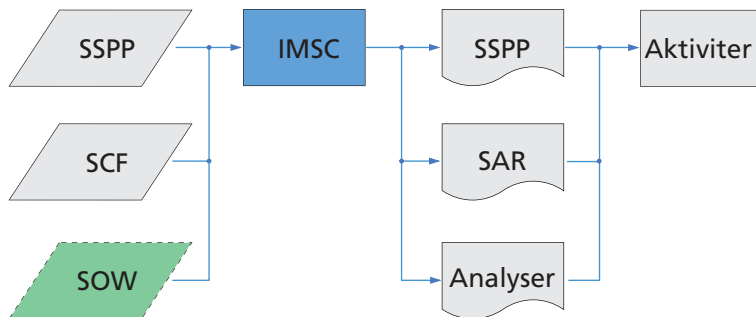 SSPP
IMSC
SSPP
Aktiviter
SCF
SAR
SOW
Analyser